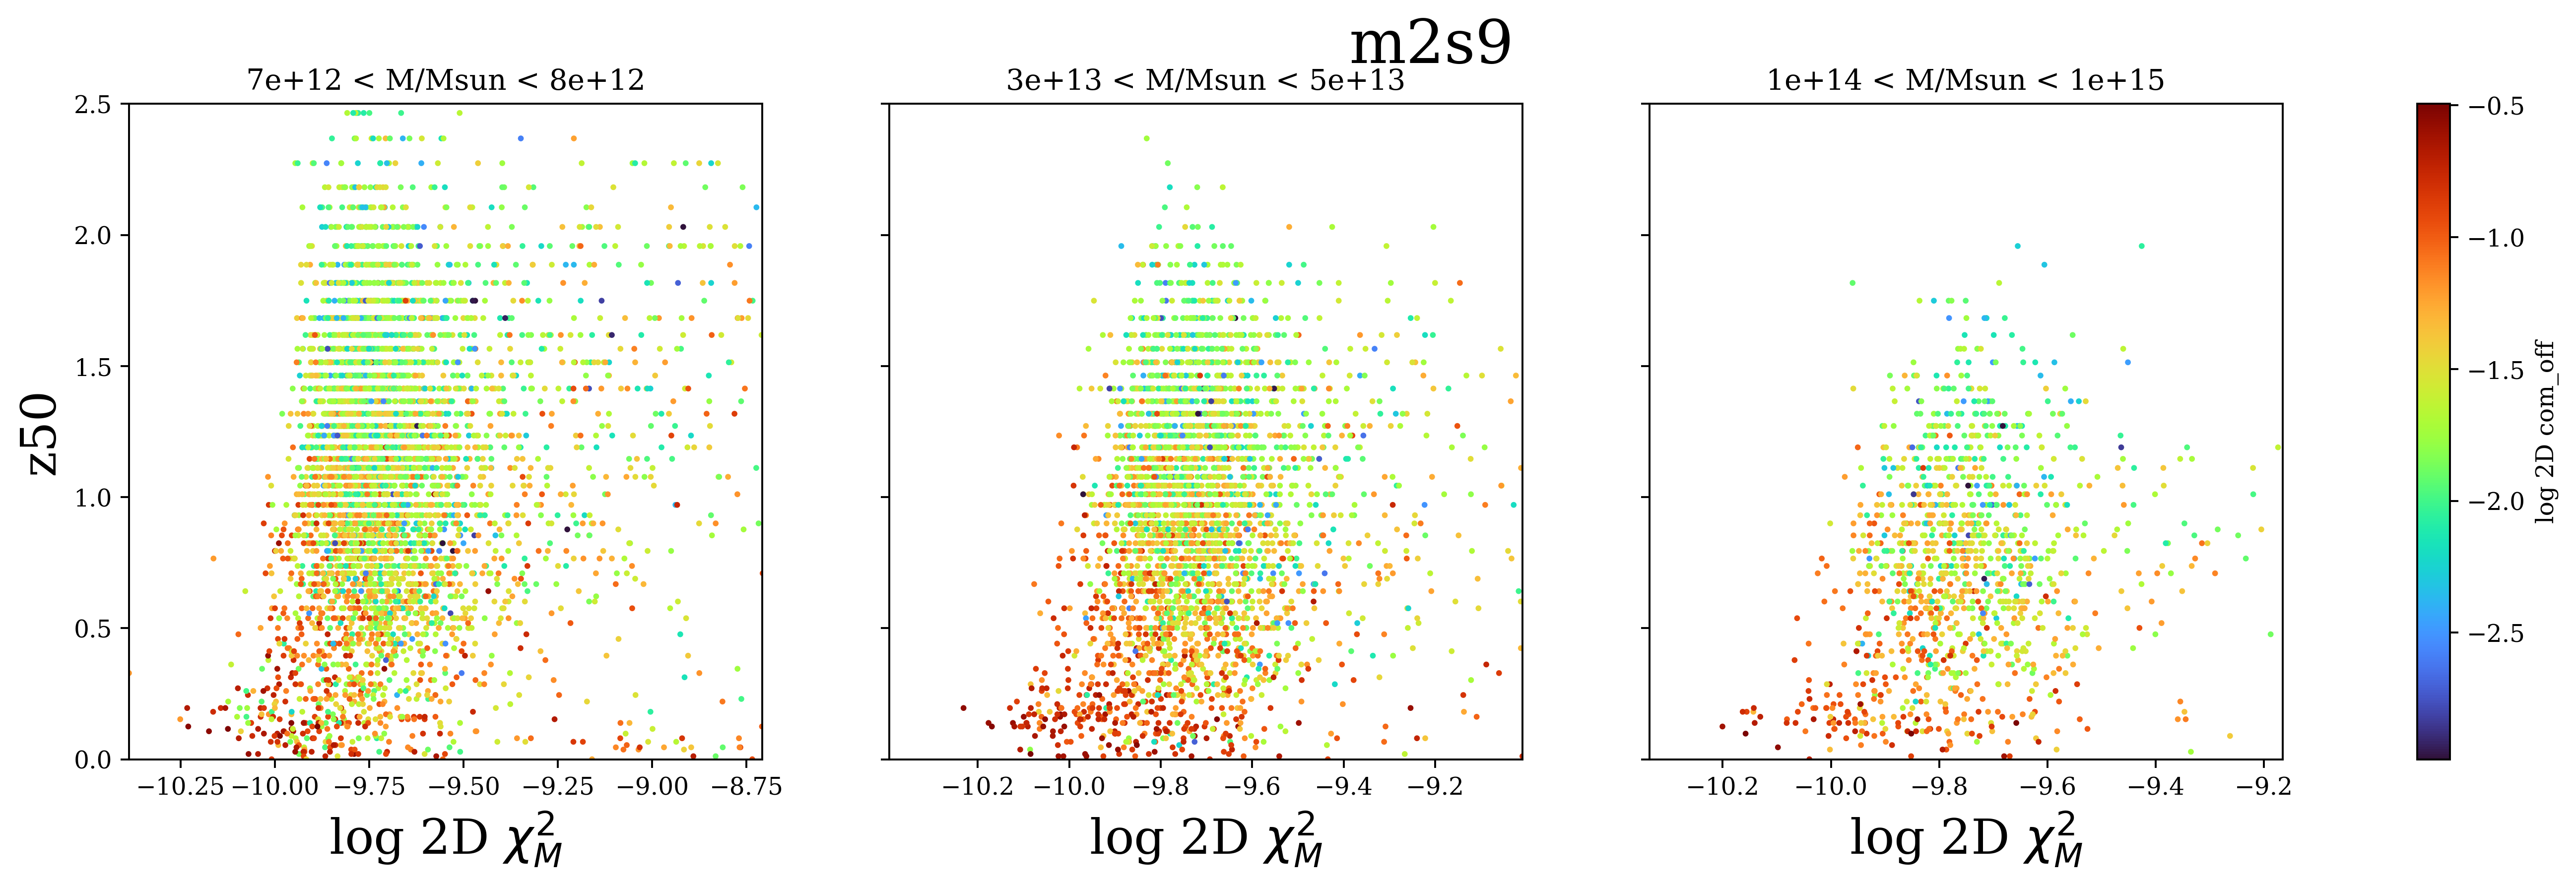 m2s9
7e+12 < M/Msun < 8e+12
3e+13 < M/Msun < 5e+13
1e+14 < M/Msun < 1e+15
z50
2.5
2.0
1.5
1.0
0.5
0.0
−10.25 −10.00 −9.75 −9.50 −9.25 −9.00 −8.75
−10.2 −10.0 −9.8 −9.6 −9.4 −9.2
−10.2 −10.0 −9.8 −9.6 −9.4 −9.2
log 2D χ²_M
log 2D χ²_M
log 2D χ²_M
−0.5
−1.0
−1.5
−2.0
−2.5
log 2D com_off